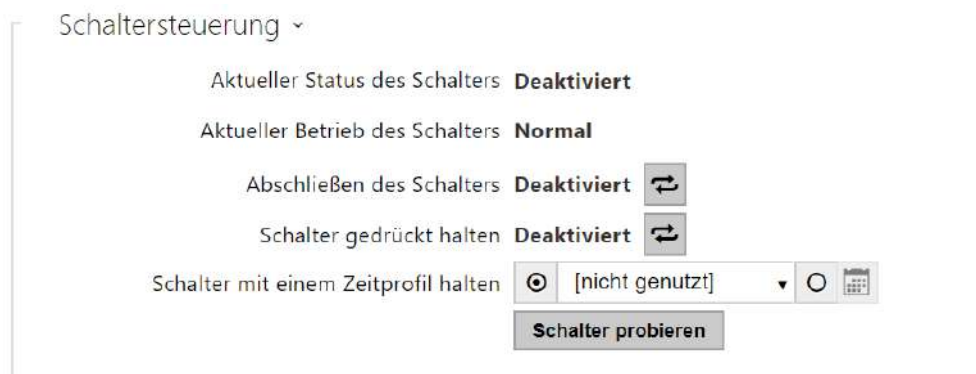 Schaltersteuerung
Aktueller Status des Schalters Deaktiviert
Aktueller Betrieb des Schalters Normal
Abschließen des Schalters Deaktiviert
Schalter gedrückt halten Deaktiviert
Schalter mit einem Zeitprofil halten [nicht genutzt]
Schalter probieren